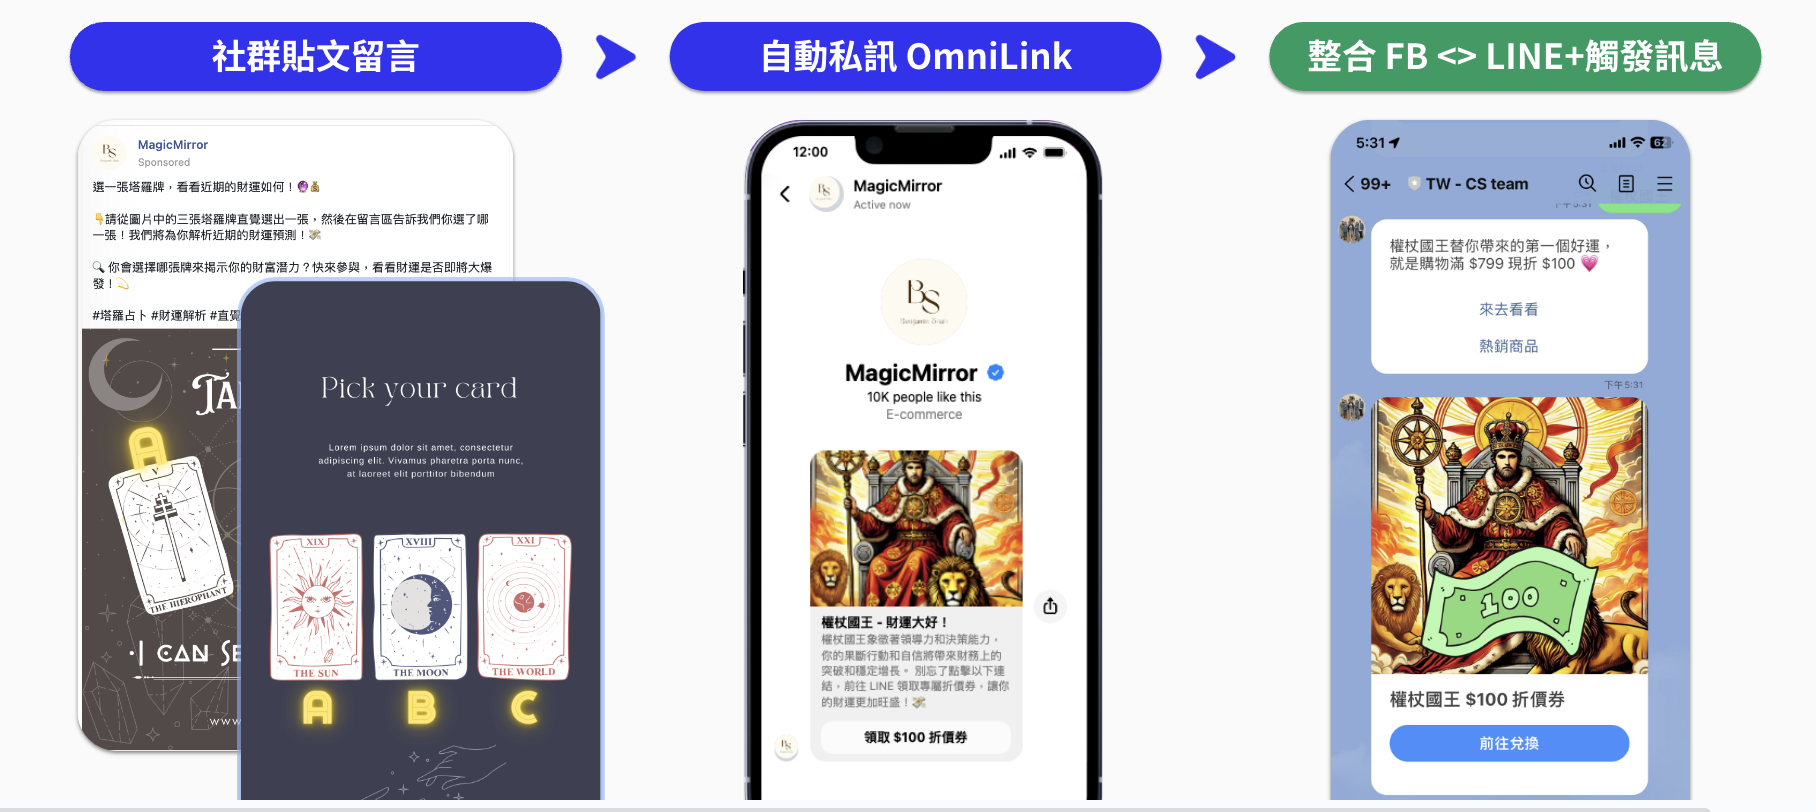 社群貼文留言
自動私訊 OmniLink
整合 FB <> LINE+觸發訊息
BS
MagicMirror
Sponsored
選一張塔羅牌，看看近期的財運如何！🔮💰
👇請從圖片中的三張塔羅牌直覺選出一張，然後在留言區告訴我們你選了哪
一張！我們將為你解析近期的財運預測！💸
🔍 你會選擇哪張牌來揭示你的財富潛力？快來參與，看看財運是否即將大爆
發！💫
#塔羅占卜 #財運解析 #直覺
TA
A
V
THE HIEROPHANT
I CAN SE
www
Pick your card
Lorem ipsum dolor sit amet, consectetur
adipiscing elit. Vivamus pharetra porta nunc,
at laoreet elit porttitor bibendum
XIX
XVIII
XXI
THE SUN
THE MOON
THE WORLD
A
B
C
12:00
BS
MagicMirror
Active now
BS
MagicMirror
10K people like this
E-commerce
權杖國王 - 財運大好！
權杖國王象徵著領導力和決策能力，
你的果斷行動和自信將帶來財務上的
突破和穩定增長。 別忘了點擊以下連
結，前往 LINE 領取專屬折價券，讓你
的財運更加旺盛！💸
領取 $100 折價券
BS
5:31
62
99+
TW - CS team
下午 5:31
權杖國王替你帶來的第一個好運，
就是購物滿 $799 現折 $100 💗
來去看看
熱銷商品
下午 5:31
100
權杖國王 $100 折價券
前往兌換